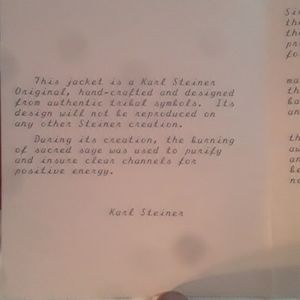 This jacket is a Karl Steiner
Original, hand-crafted and designed
from authentic tribal symbols. Its
design will not be reproduced on
any other Steiner creation.
During its creation, the burning
of sacred sage was used to purify
and insure clear channels for
positive energy.
Karl Steiner